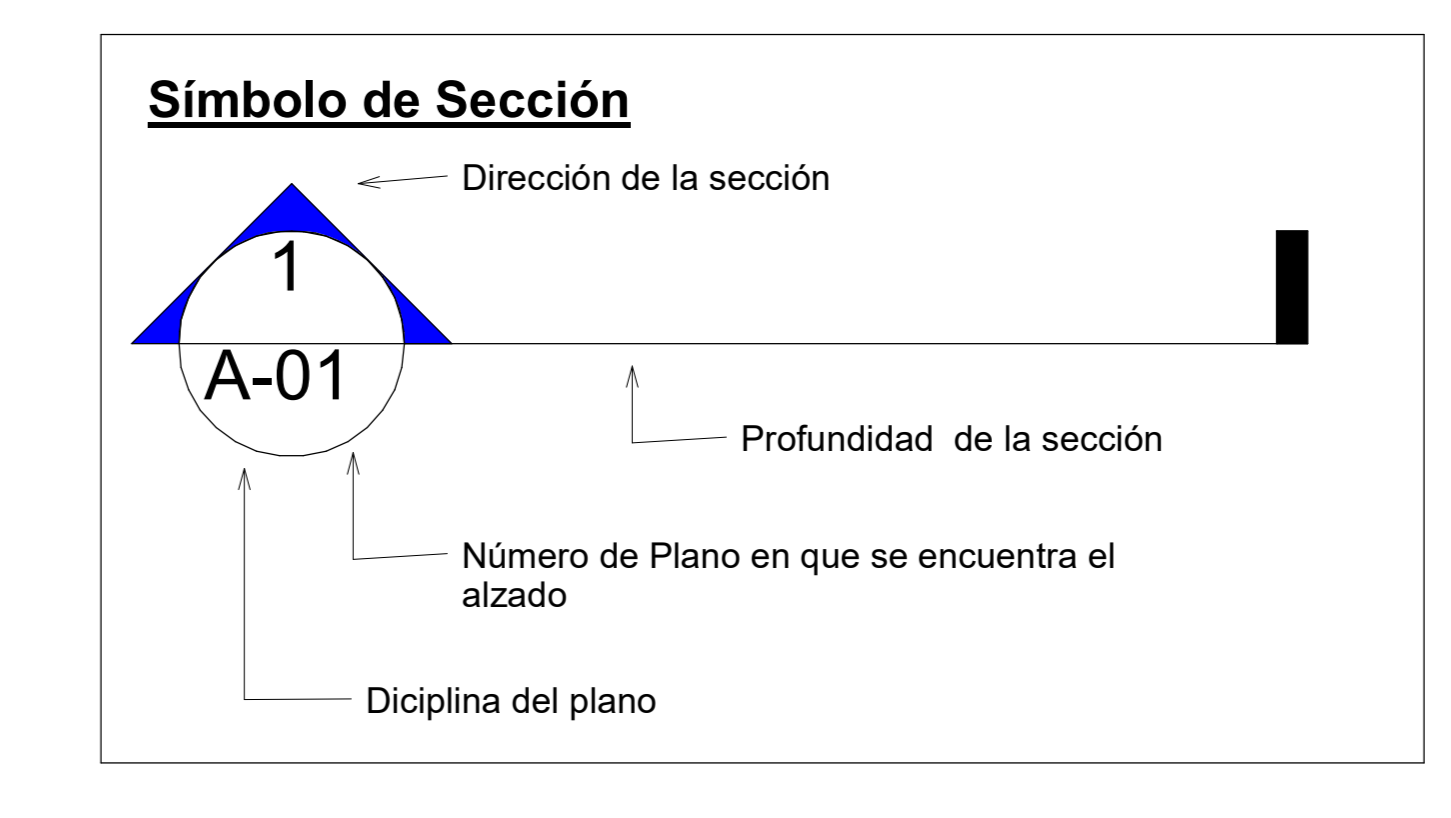 Símbolo de Sección
Dirección de la sección
1
A-01
Profundidad  de la sección
Número de Plano en que se encuentra el
alzado
Diciplina del plano